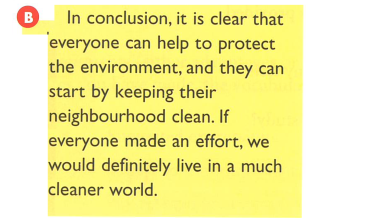 B In conclusion, it is clear that
everyone can help to protect
the environment, and they can
start by keeping their
neighbourhood clean. If
everyone made an effort, we
would definitely live in a much
cleaner world.